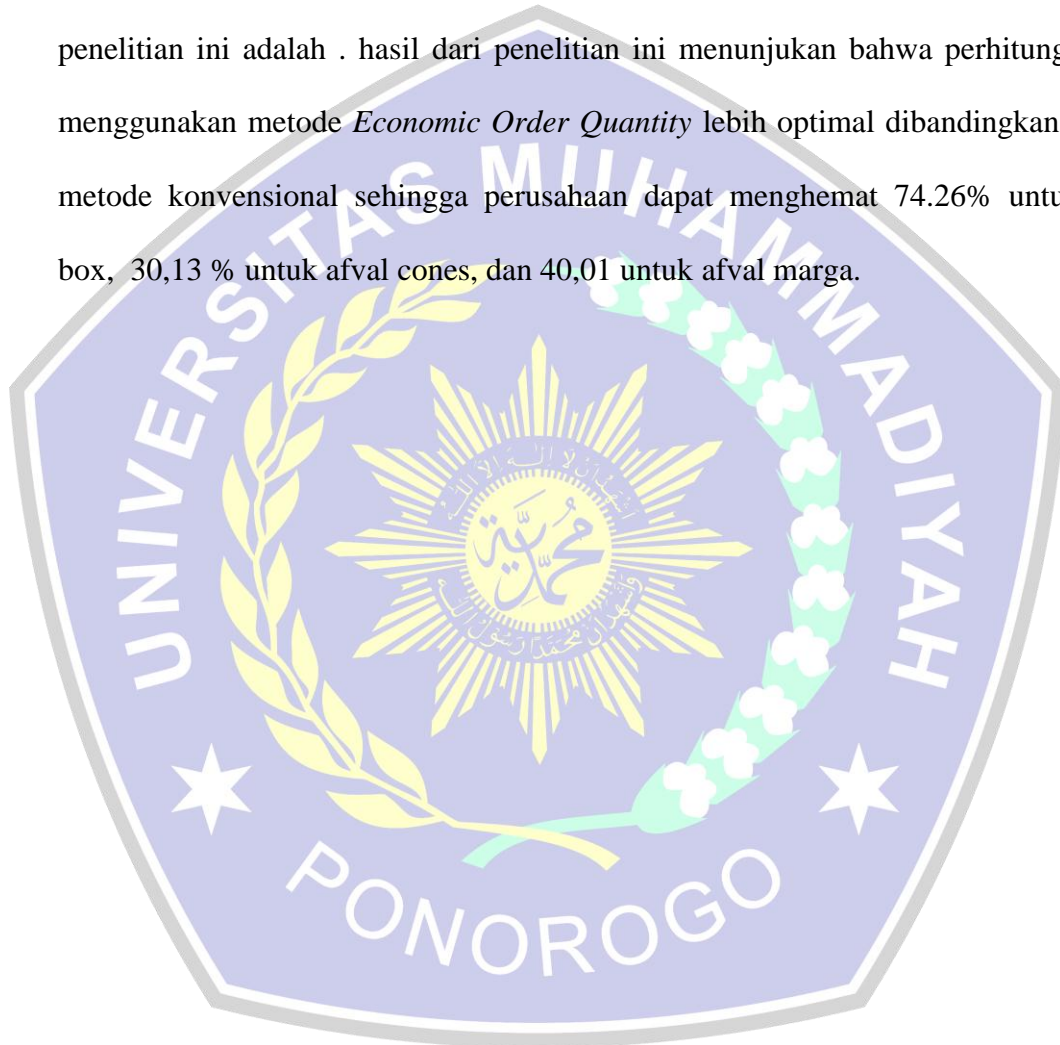 penelitian ini adalah . hasil dari penelitian ini menunjukan bahwa perhitung
menggunakan metode Economic Order Quantity lebih optimal dibandingkan
metode konvensional sehingga perusahaan dapat menghemat 74.26% untu
box, 30,13 % untuk afval cones, dan 40,01 untuk afval marga.
UNIVERSITAS MUHAMMADIYAH
PONOROGO